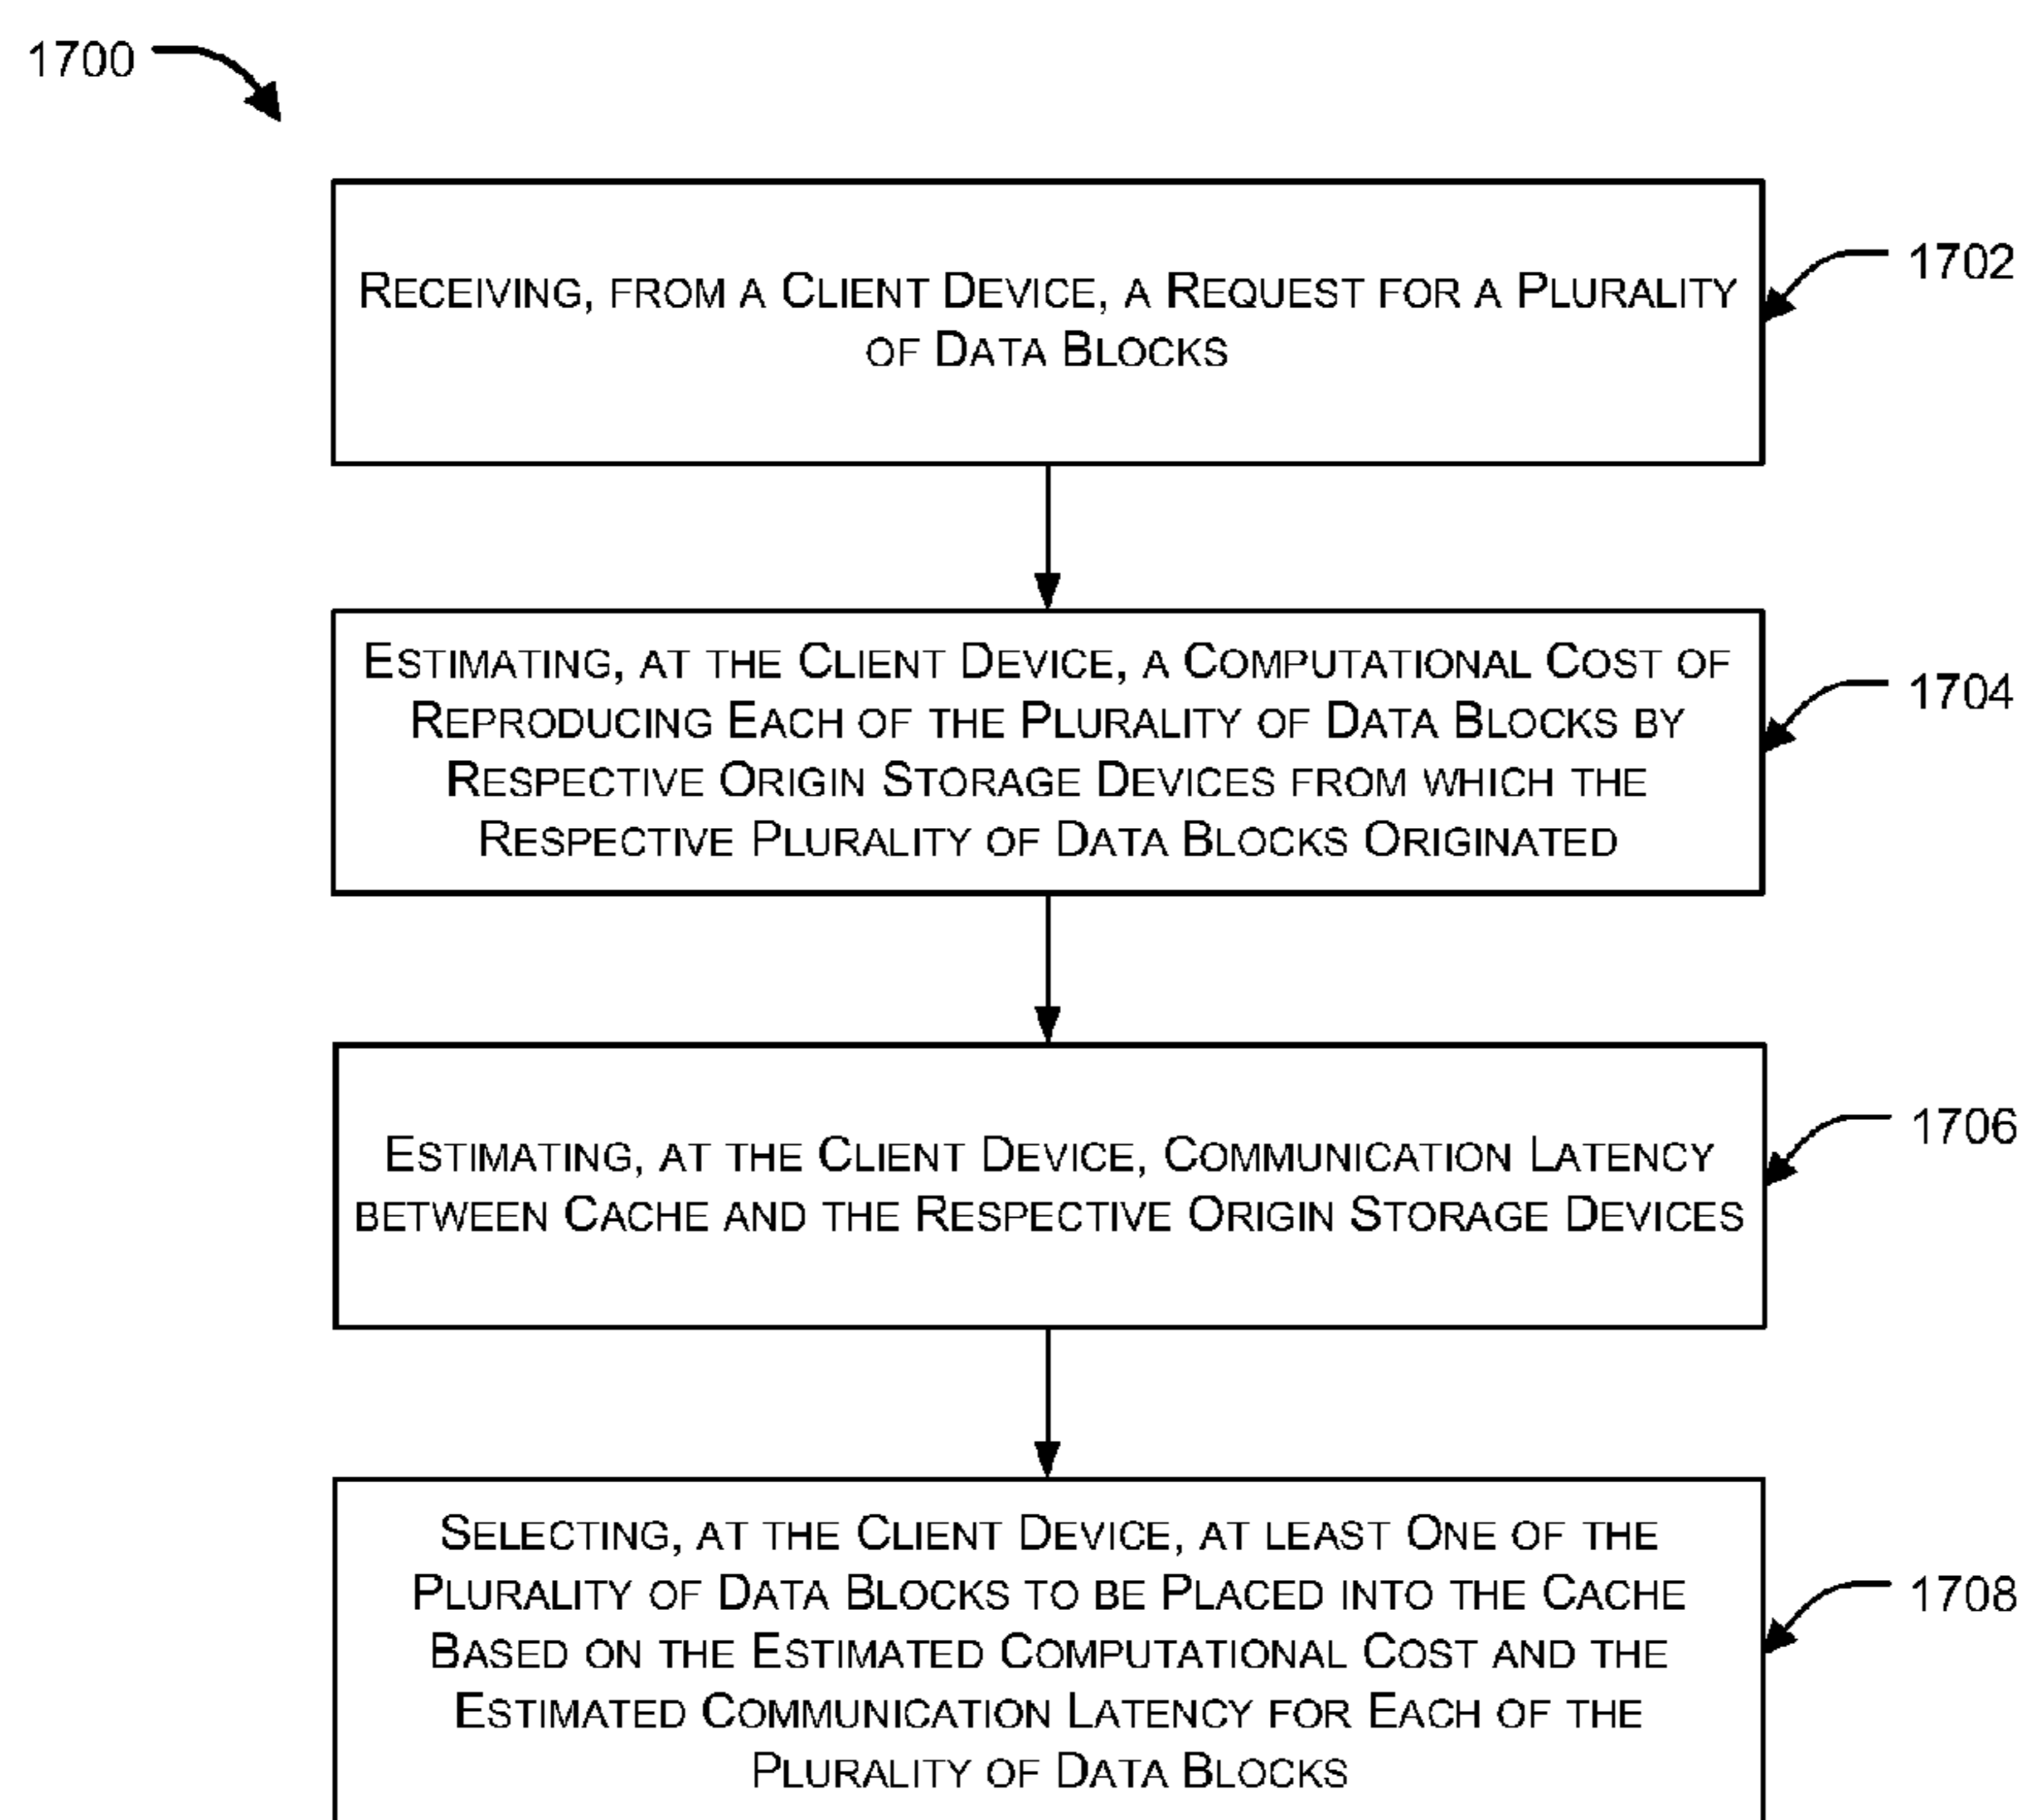 1700
RECEIVING, FROM A CLIENT DEVICE, A REQUEST FOR A PLURALITY
OF DATA BLOCKS
1702
ESTIMATING, AT THE CLIENT DEVICE, A COMPUTATIONAL COST OF
REPRODUCING EACH OF THE PLURALITY OF DATA BLOCKS BY
RESPECTIVE ORIGIN STORAGE DEVICES FROM WHICH THE
RESPECTIVE PLURALITY OF DATA BLOCKS ORIGINATED
1704
ESTIMATING, AT THE CLIENT DEVICE, COMMUNICATION LATENCY
BETWEEN CACHE AND THE RESPECTIVE ORIGIN STORAGE DEVICES
1706
SELECTING, AT THE CLIENT DEVICE, AT LEAST ONE OF THE
PLURALITY OF DATA BLOCKS TO BE PLACED INTO THE CACHE
BASED ON THE ESTIMATED COMPUTATIONAL COST AND THE
ESTIMATED COMMUNICATION LATENCY FOR EACH OF THE
PLURALITY OF DATA BLOCKS
1708